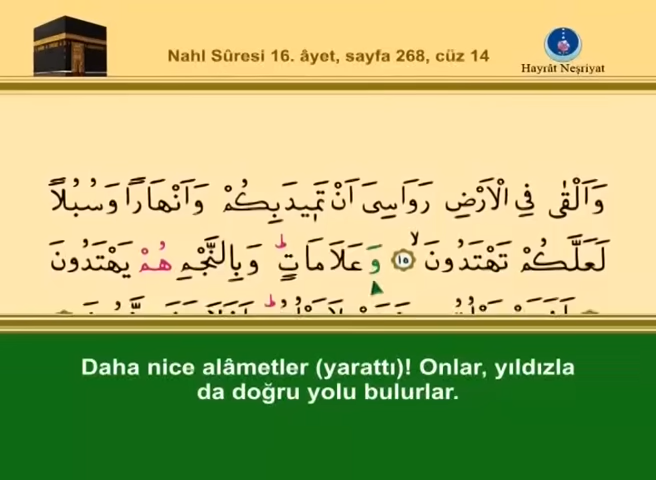 Nahl Sûresi 16. âyet, sayfa 268, cüz 14
Hayrât Neşriyat
وَاَلْقٰى فِي الْاَرْضِ رَوَاسِيَ اَنْ تَم۪يدَ بِكُمْ وَاَنْهَارًا وَسُبُلًا
لَعَلَّكُمْ تَهْتَدُونَۙ ﴿١٥﴾ وَعَلَامَاتٍۜ وَبِالنَّجْمِ هُمْ يَهْتَدُونَ
Daha nice alâmetler (yarattı)! Onlar, yıldızla
da doğru yolu bulurlar.